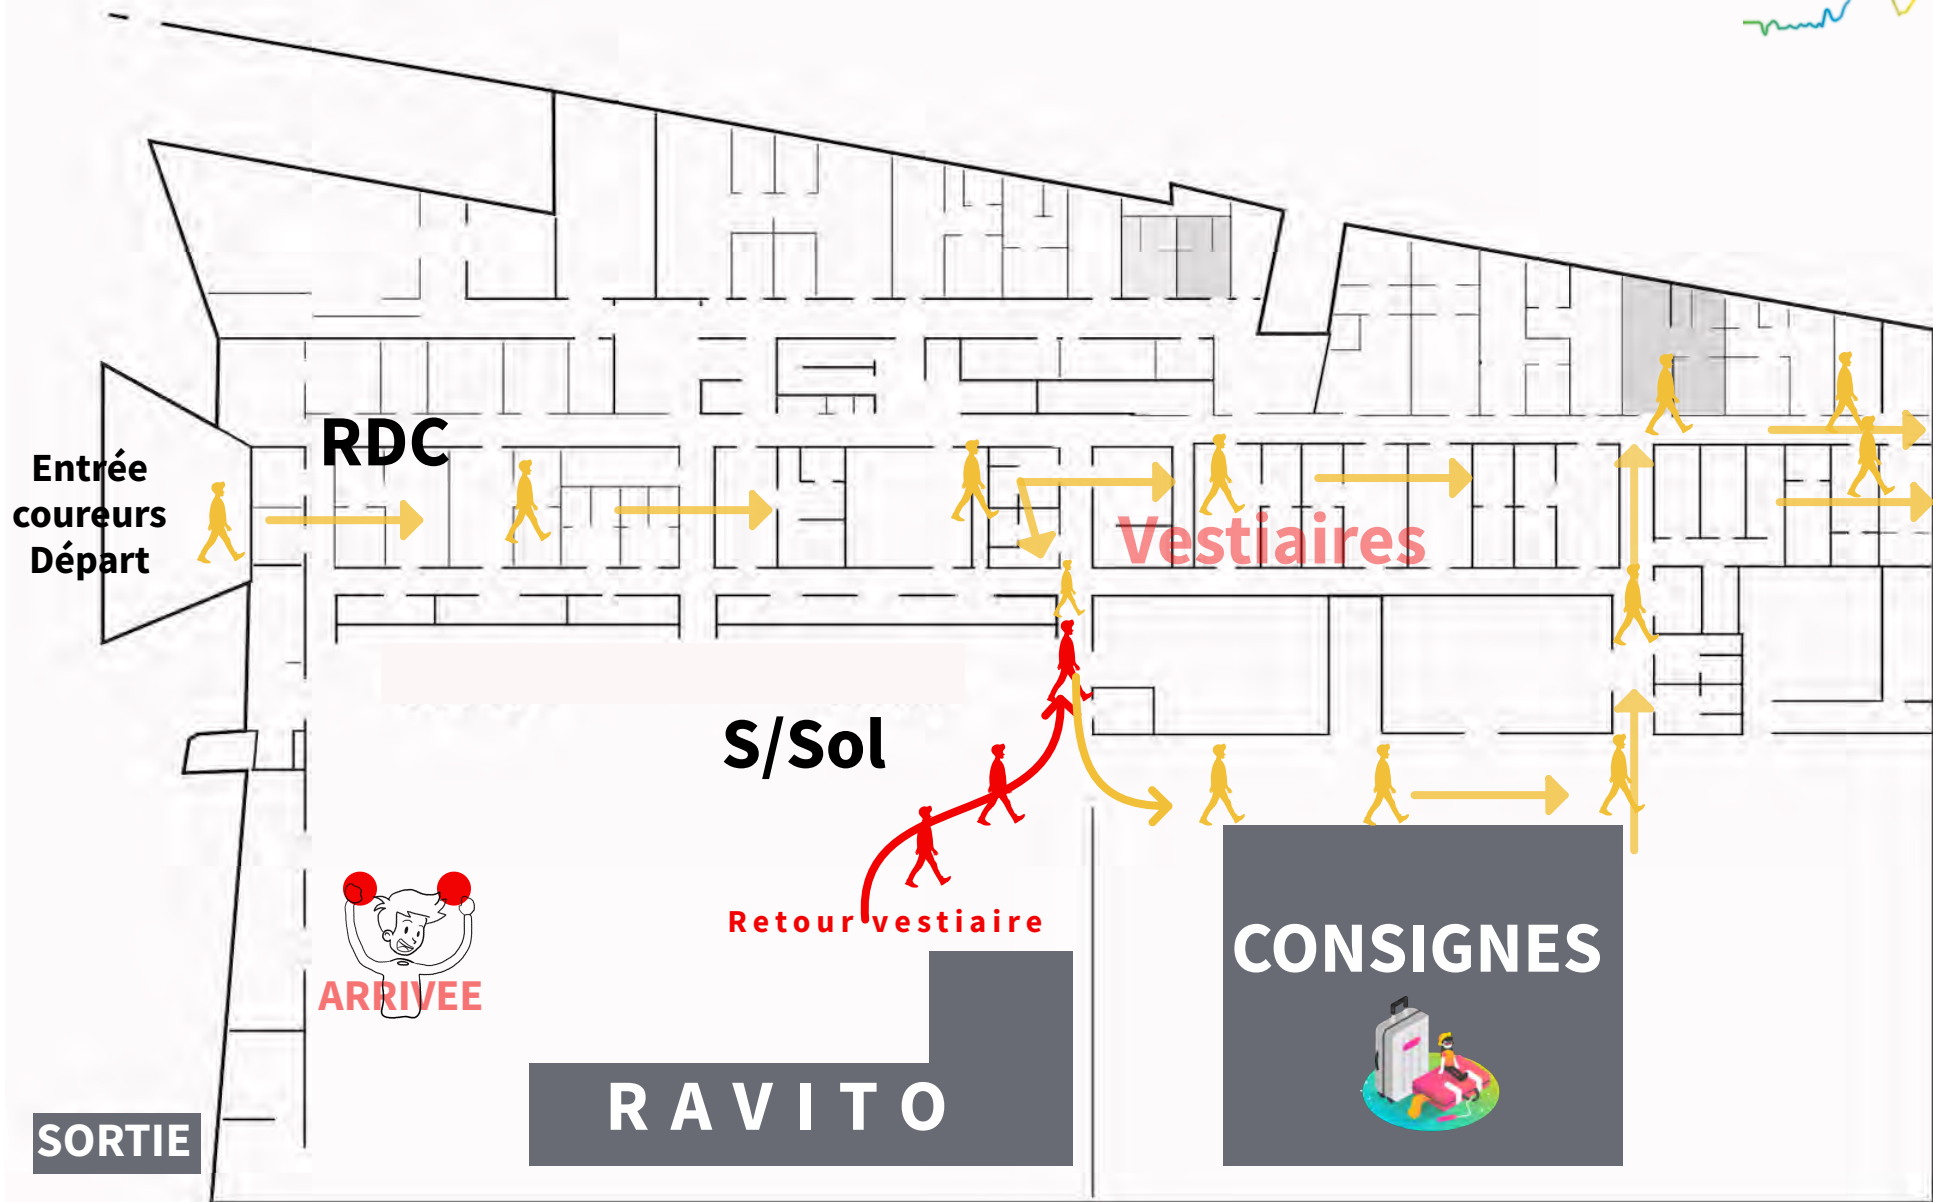 RDC
Entrée
coureurs
Départ
Vestiaires
S/Sol
Retour vestiaire
CONSIGNES
ARRIVEE
RAVITO
SORTIE